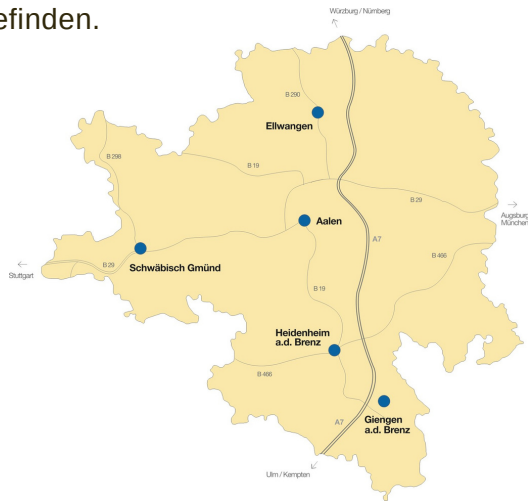 efinden.
Würzburg / Nürnberg
B 290
Ellwangen
B 298
B 19
B 29
Augsburg
München
Aalen
A7
B 466
Schwäbisch Gmünd
B 29
Stuttgart
B 19
Heidenheim
a.d. Brenz
B 466
Giengen
a.d. Brenz
A7
Ulm / Kempten